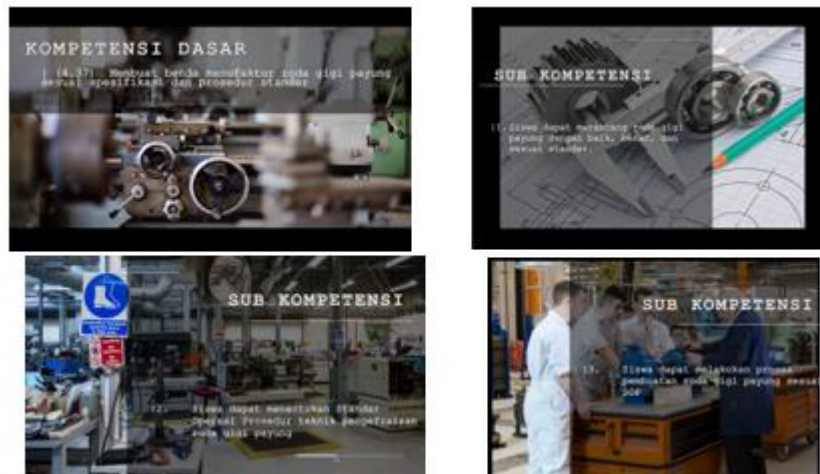 KOMPETENSI DASAR
(4.37) Membuat benda manufaktur roda gigi payung
sesuai spesifikasi dan prosedur standar
SUB KOMPETENSI
1. Siswa dapat merancang roda gigi
payung dengan baik, benar, dan
sesuai standar.
SUB KOMPETENSI
2. Siswa dapat menentukan Standar
Operasi Prosedur teknik pengefraisan
roda gigi payung
SUB KOMPETENSI
3. Siswa dapat melakukan proses
pembuatan roda gigi payung sesuai
SOP